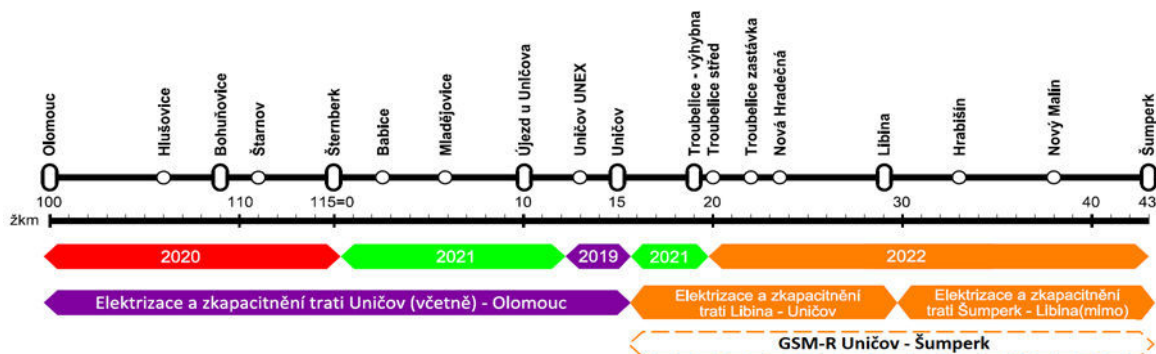 Olomouc
Hlušovice
Bohuňovice
Štarnov
Šternberk
Babice
Mladějovice
Újezd u Uničova
Uničov UNEX
Uničov
Troubelice - výhybna
Troubelice střed
Troubelice zastávka
Nová Hradečná
Libina
Hrabišín
Nový Malín
Šumperk
100 110 115=0 10 15 20 30 40 43
žkm
2020 2021 2019 2021 2022
Elektrizace a zkapacitnění trati Uničov (včetně) - Olomouc
Elektrizace a zkapacitnění
trati Libina - Uničov
Elektrizace a zkapacitnění
trati Šumperk - Libina(mimo)
GSM-R Uničov - Šumperk